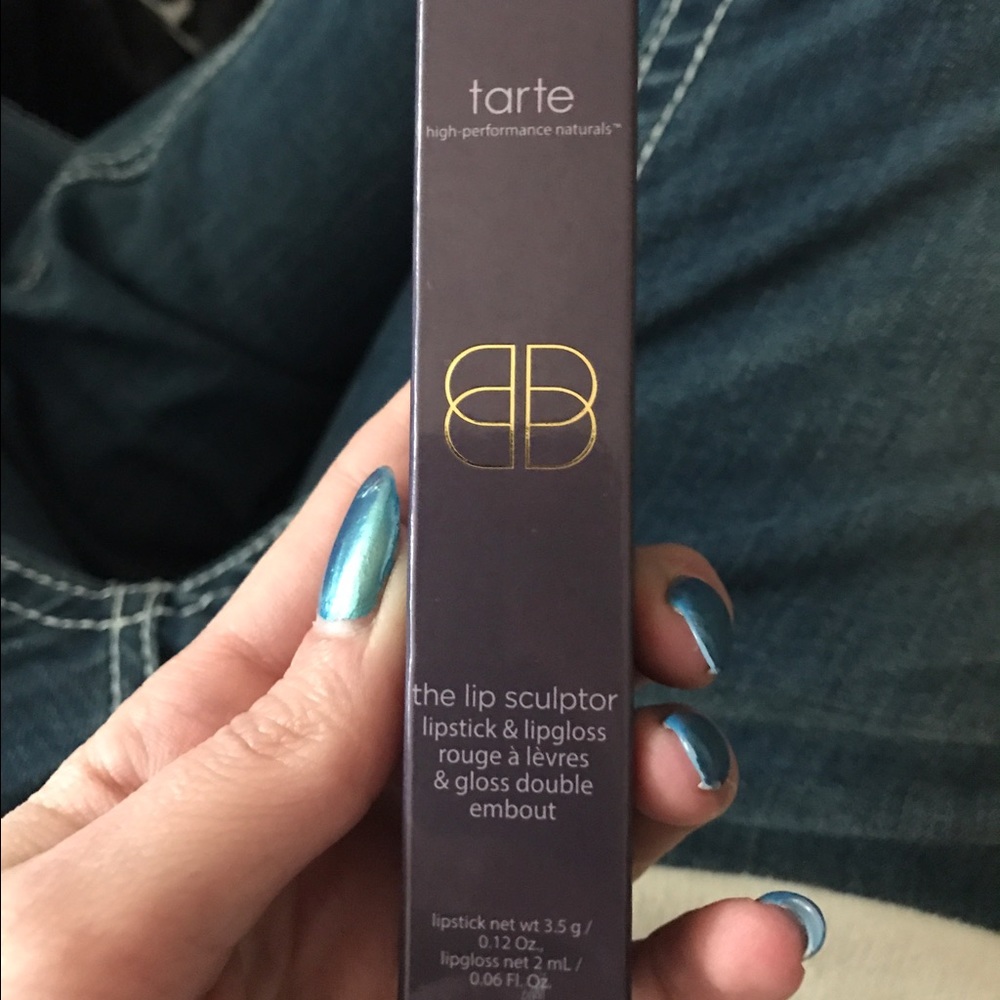 tarte
high-performance naturals™
the lip sculptor
lipstick & lipgloss
rouge à lèvres
& gloss double
embout
lipstick net wt 3.5 g /
0.12 Oz.,
lipgloss net 2 mL /
0.06 Fl. Oz.